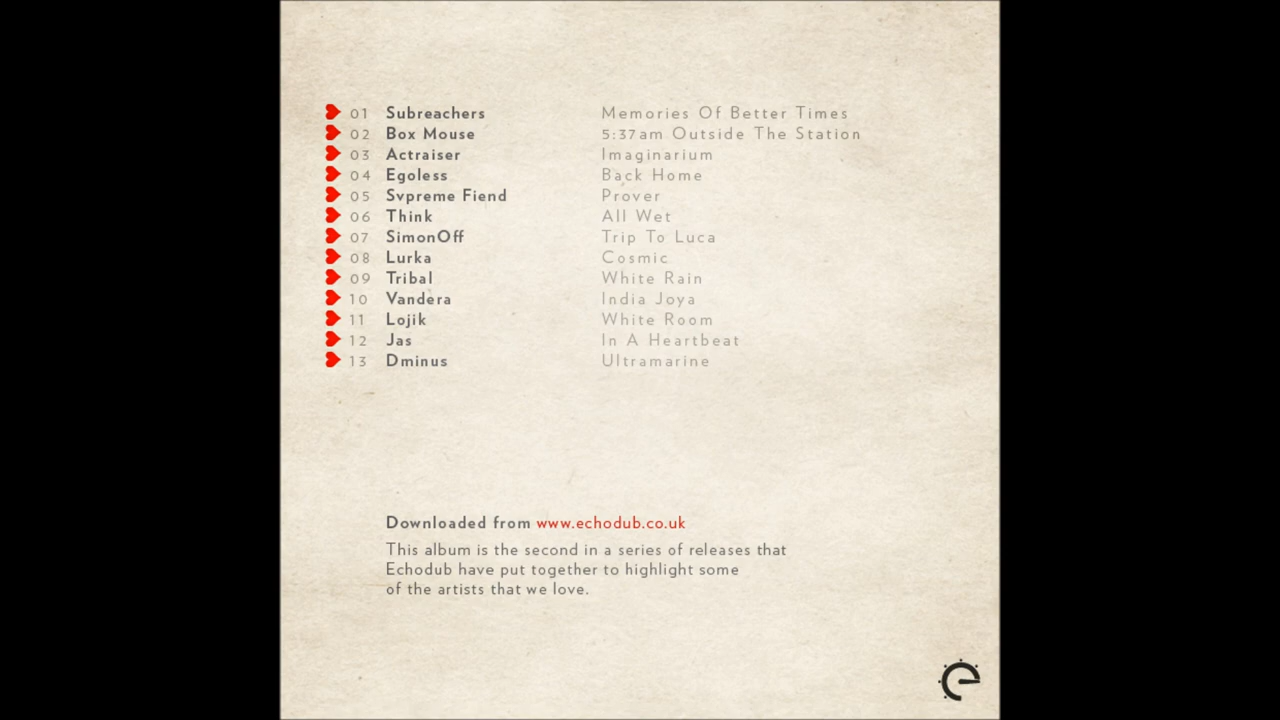 01 Subreachers Memories Of Better Times
02 Box Mouse 5:37am Outside The Station
03 Actraiser Imaginarium
04 Egoless Back Home
05 Svpreme Fiend Prover
06 Think All Wet
07 SimonOff Trip To Luca
08 Lurka Cosmic
09 Tribal White Rain
10 Vandera India Joya
11 Lojik White Room
12 Jas In A Heartbeat
13 Dminus Ultramarine
Downloaded from www.echodub.co.uk
This album is the second in a series of releases that
Echodub have put together to highlight some
of the artists that we love.